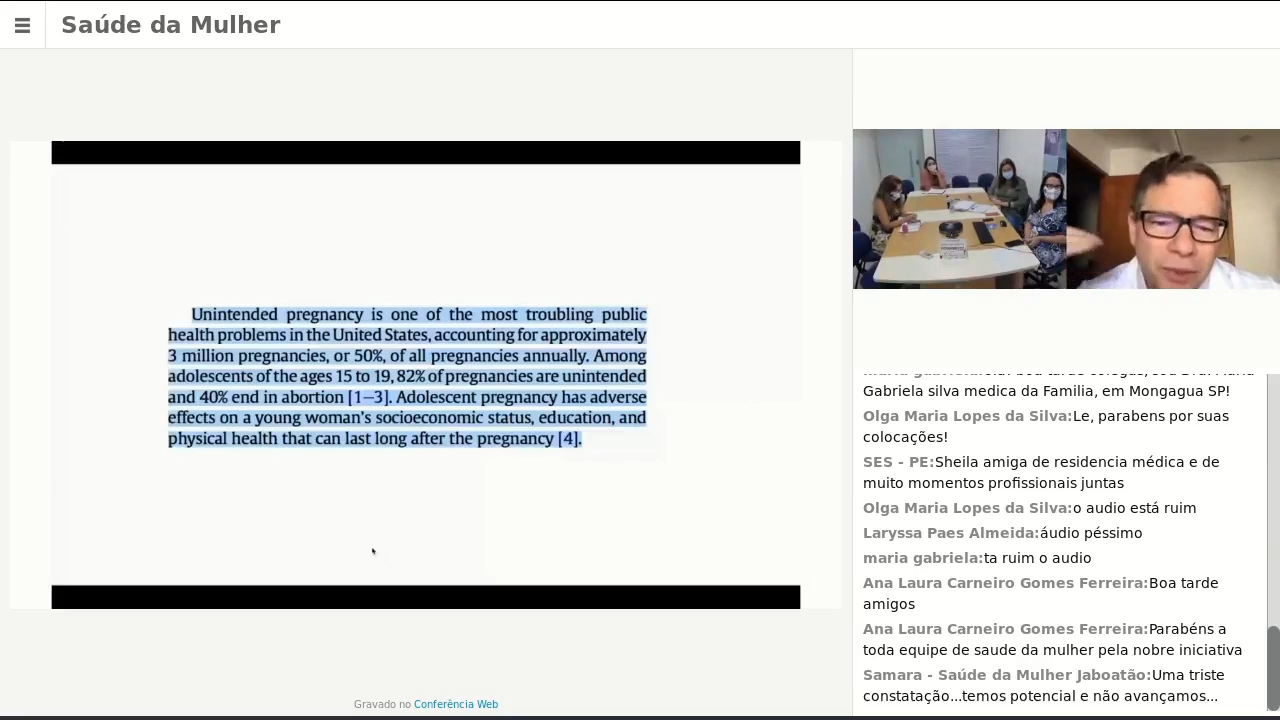 Saúde da Mulher
Unintended pregnancy is one of the most troubling public
health problems in the United States, accounting for approximately
3 million pregnancies, or 50%, of all pregnancies annually. Among
adolescents of the ages 15 to 19, 82% of pregnancies are unintended
and 40% end in abortion [1–3]. Adolescent pregnancy has adverse
effects on a young woman's socioeconomic status, education, and
physical health that can last long after the pregnancy [4].
Gravado no Conferência Web
Gabriela silva medica da Familia, em Mongagua SP!
Olga Maria Lopes da Silva:Le, parabens por suas
colocações!
SES - PE:Sheila amiga de residencia médica e de
muito momentos profissionais juntas
Olga Maria Lopes da Silva:o audio está ruim
Laryssa Paes Almeida:áudio péssimo
maria gabriela:ta ruim o audio
Ana Laura Carneiro Gomes Ferreira:Boa tarde
amigos
Ana Laura Carneiro Gomes Ferreira:Parabéns a
toda equipe de saude da mulher pela nobre iniciativa
Samara - Saúde da Mulher Jaboatão:Uma triste
constatação...temos potencial e não avançamos...